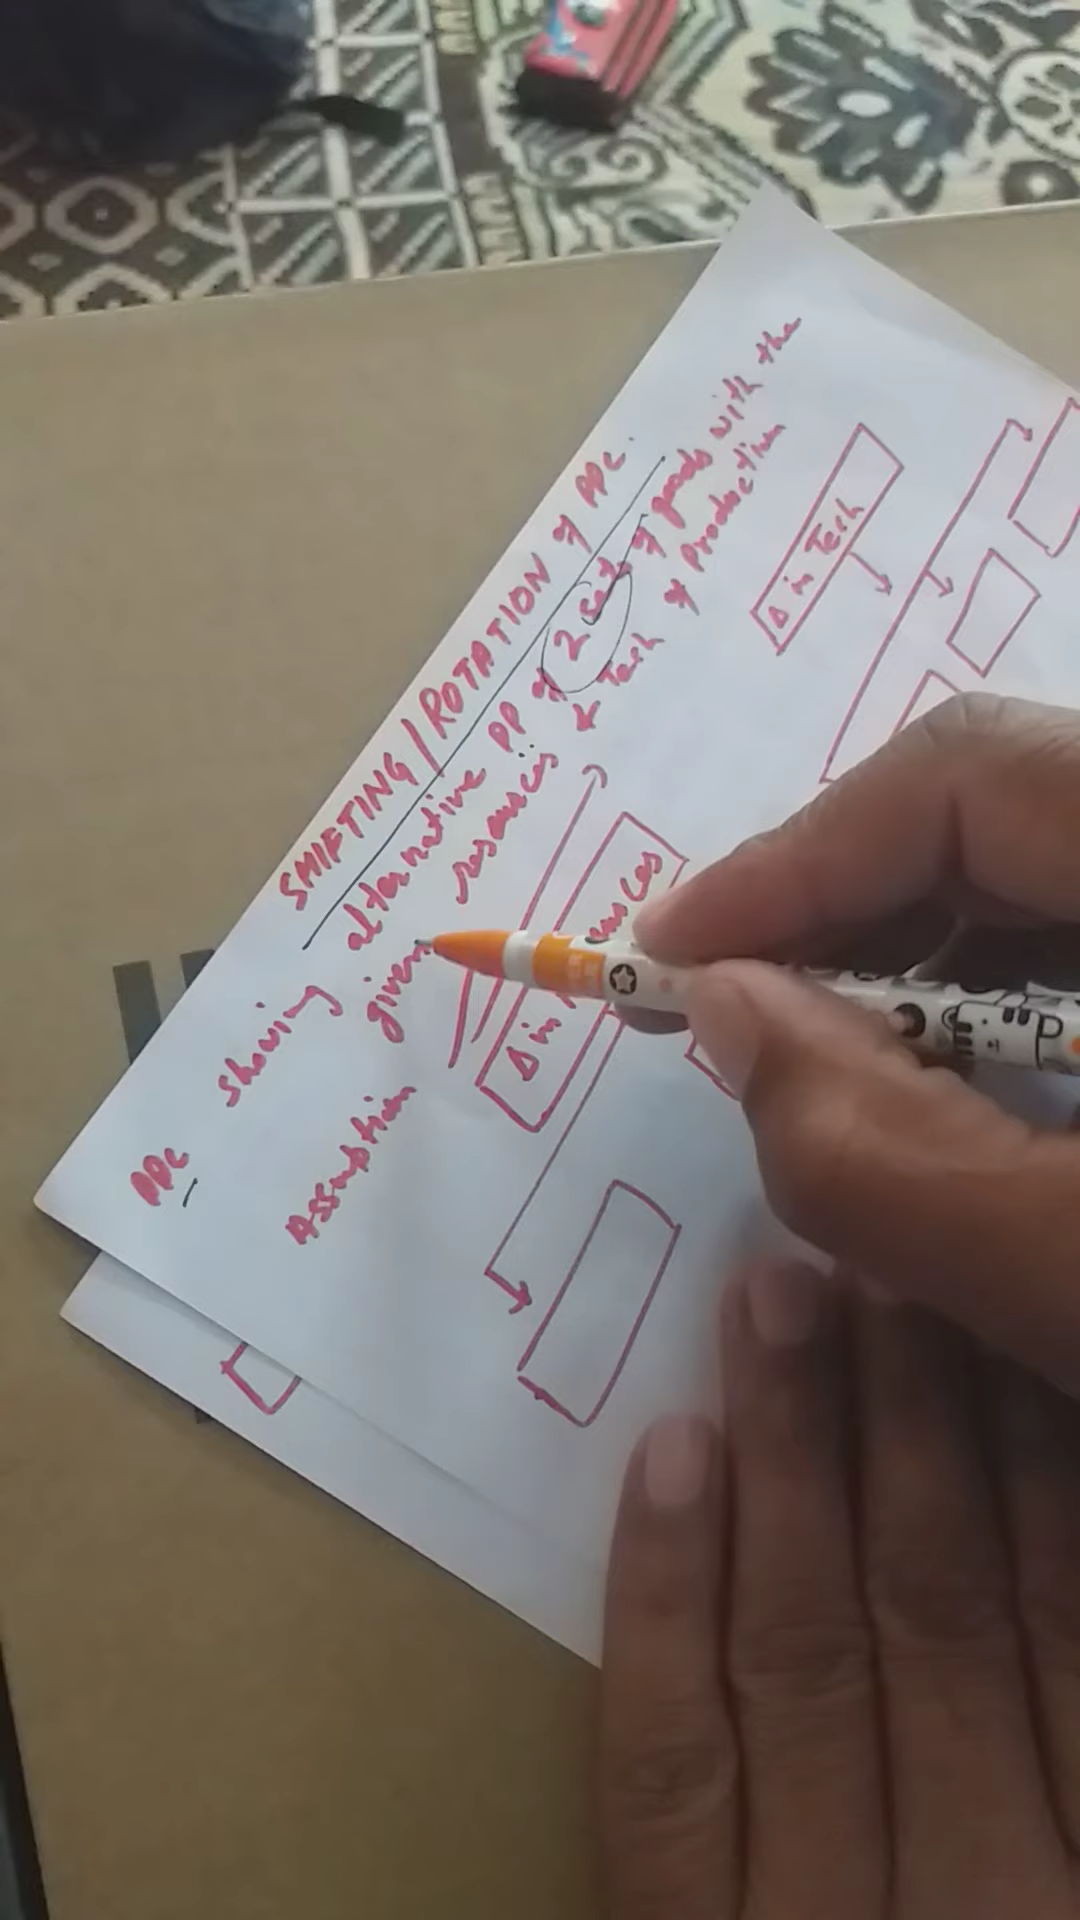 SHIFTING/ROTATION of PPC.
PPC showing alternative PP of 2 sets of goods with the
given resources & Tech of Production
Assumption
Δ in Tech
Δ in